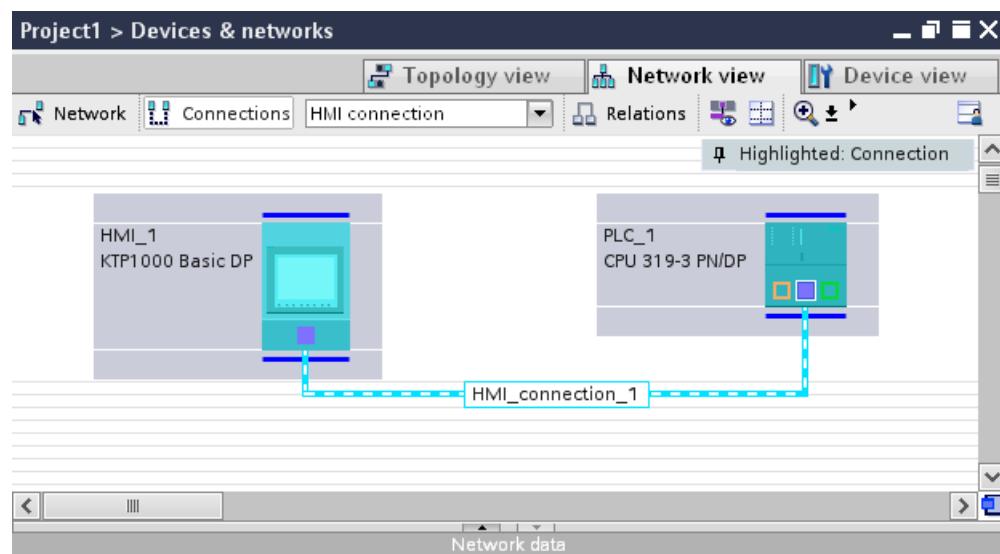 Project1 > Devices & networks
Topology view
Network view
Device view
Network
Connections
HMI connection
Relations
Highlighted: Connection
HMI_1
KTP1000 Basic DP
PLC_1
CPU 319-3 PN/DP
HMI_connection_1
Network data